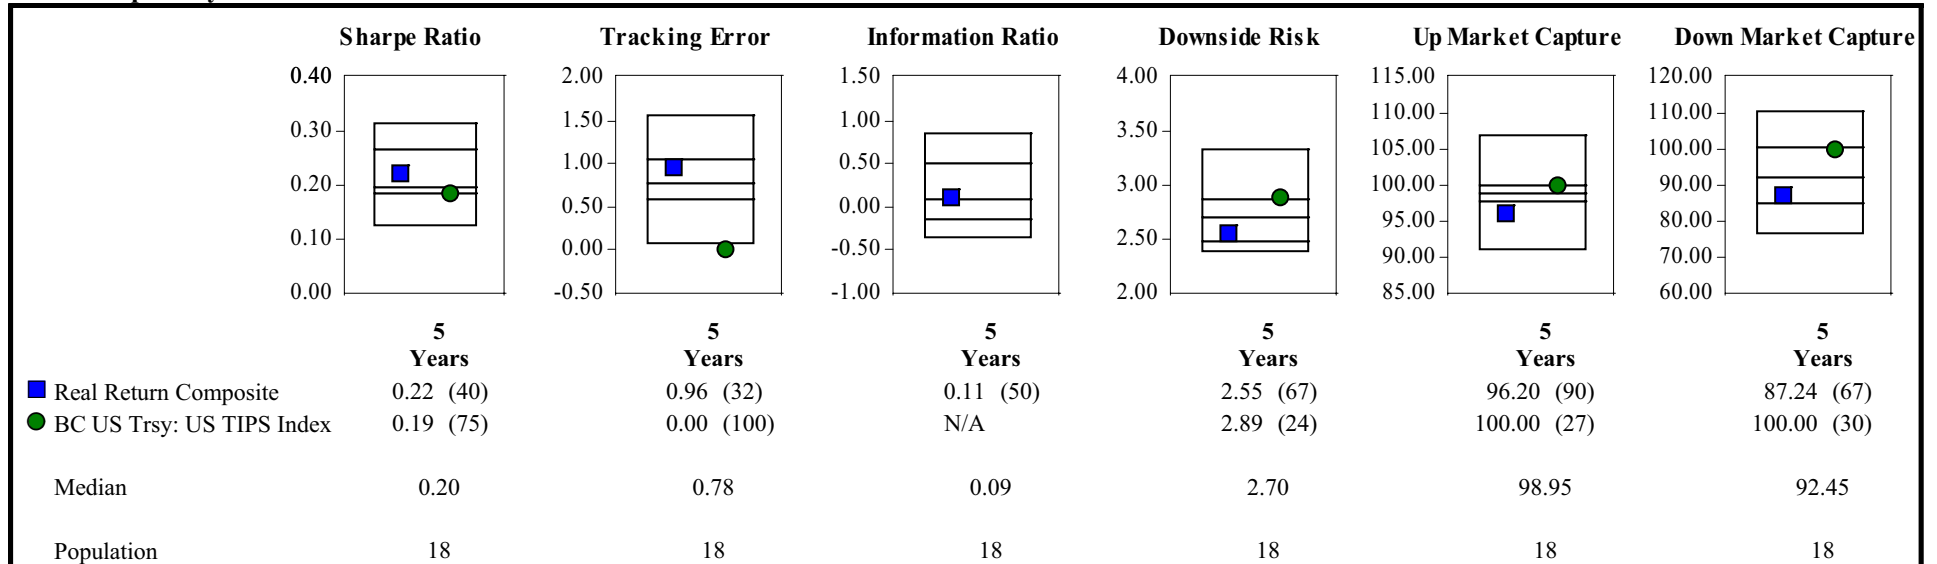 Sharpe Ratio Tracking Error Information Ratio Downside Risk Up Market Capture Down Market Capture
0.40 2.00 1.50 4.00 115.00 120.00
0.30 1.50 1.00 3.50 110.00 110.00
0.20 1.00 0.50 3.00 105.00 100.00
0.10 0.50 0.00 2.50 100.00 90.00
0.00 0.00 -0.50 2.00 95.00 80.00
-0.50 -1.00 90.00 70.00
85.00 60.00
5 5 5 5 5 5
Years Years Years Years Years Years
Real Return Composite 0.22 (40) 0.96 (32) 0.11 (50) 2.55 (67) 96.20 (90) 87.24 (67)
BC US Trsy: US TIPS Index 0.19 (75) 0.00 (100) N/A 2.89 (24) 100.00 (27) 100.00 (30)
Median 0.20 0.78 0.09 2.70 98.95 92.45
Population 18 18 18 18 18 18